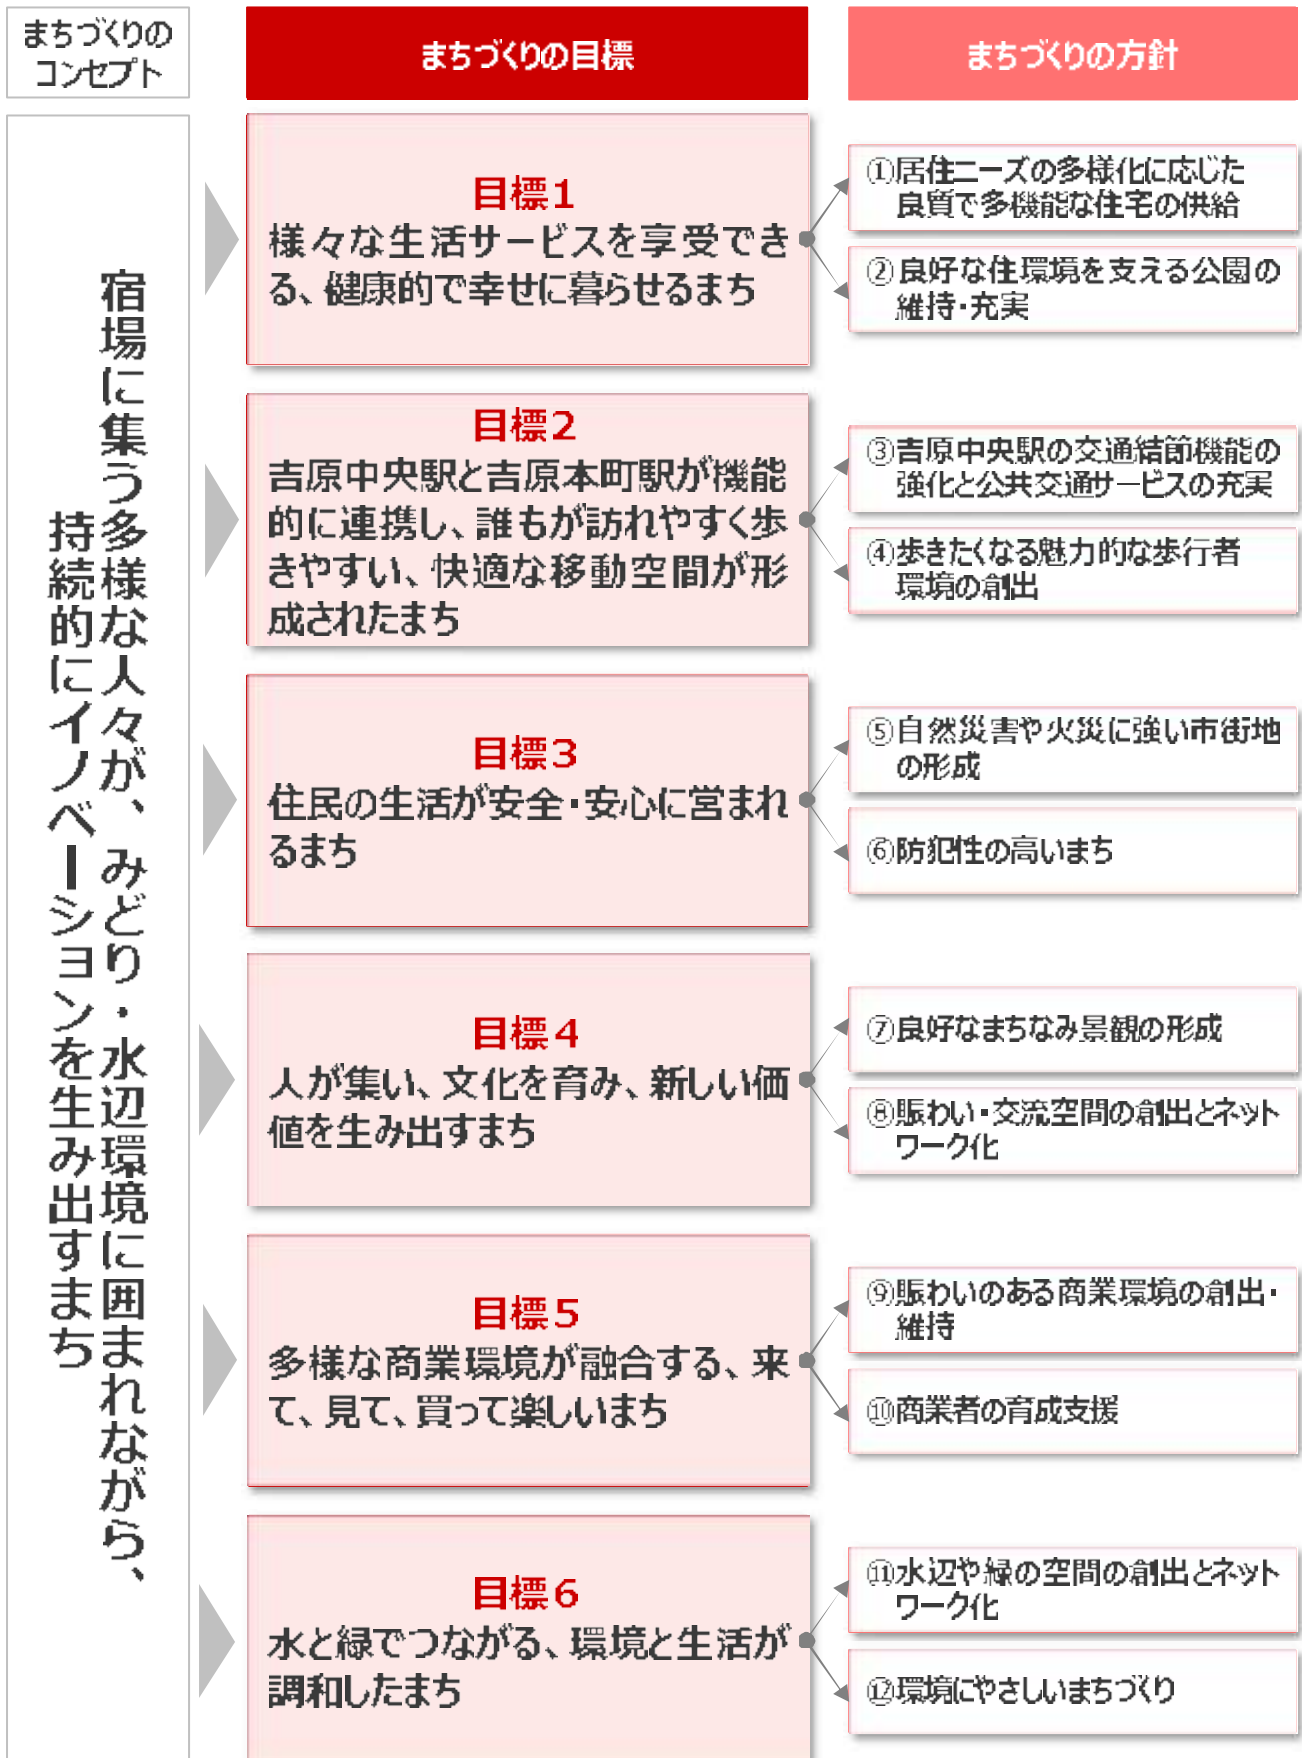 まちづくりの
コンセプト
まちづくりの目標
まちづくりの方針
宿場に集う多様な人々が、みどり・水辺環境に囲まれながら、
持続的にイノベーションを生み出すまち
目標1
様々な生活サービスを享受でき
る、健康的で幸せに暮らせるまち
①居住ニーズの多様化に応じた
良質で多機能な住宅の供給
②良好な住環境を支える公園の
維持・充実
目標2
吉原中央駅と吉原本町駅が機能
的に連携し、誰もが訪れやすく歩
きやすい、快適な移動空間が形
成されたまち
③吉原中央駅の交通結節機能の
強化と公共交通サービスの充実
④歩きたくなる魅力的な歩行者
環境の創出
目標3
住民の生活が安全・安心に営まれ
るまち
⑤自然災害や火災に強い市街地
の形成
⑥防犯性の高いまち
目標4
人が集い、文化を育み、新しい価
値を生み出すまち
⑦良好なまちなみ景観の形成
⑧賑わい・交流空間の創出とネット
ワーク化
目標5
多様な商業環境が融合する、来
て、見て、買って楽しいまち
⑨賑わいのある商業環境の創出・
維持
⑩商業者の育成支援
目標6
水と緑でつながる、環境と生活が
調和したまち
⑪水辺や緑の空間の創出とネット
ワーク化
⑫環境にやさしいまちづくり